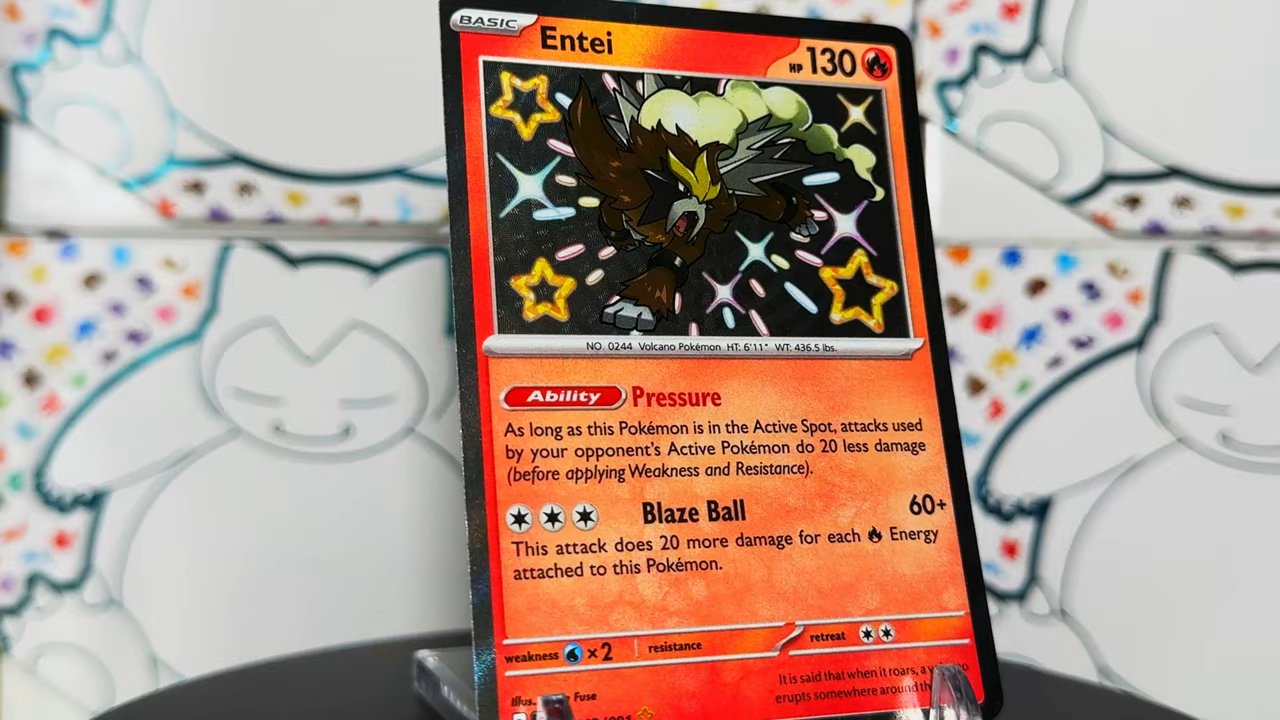 BASIC
Entei
HP 130
NO. 0244 Volcano Pokémon HT: 6'11" WT: 436.5 lbs.
Ability Pressure
As long as this Pokémon is in the Active Spot, attacks used
by your opponent's Active Pokémon do 20 less damage
(before applying Weakness and Resistance).
Blaze Ball 60+
This attack does 20 more damage for each Energy
attached to this Pokémon.
weakness ×2 resistance retreat
It is said that when it roars, a
erupts somewhere around
Illus. Fuse